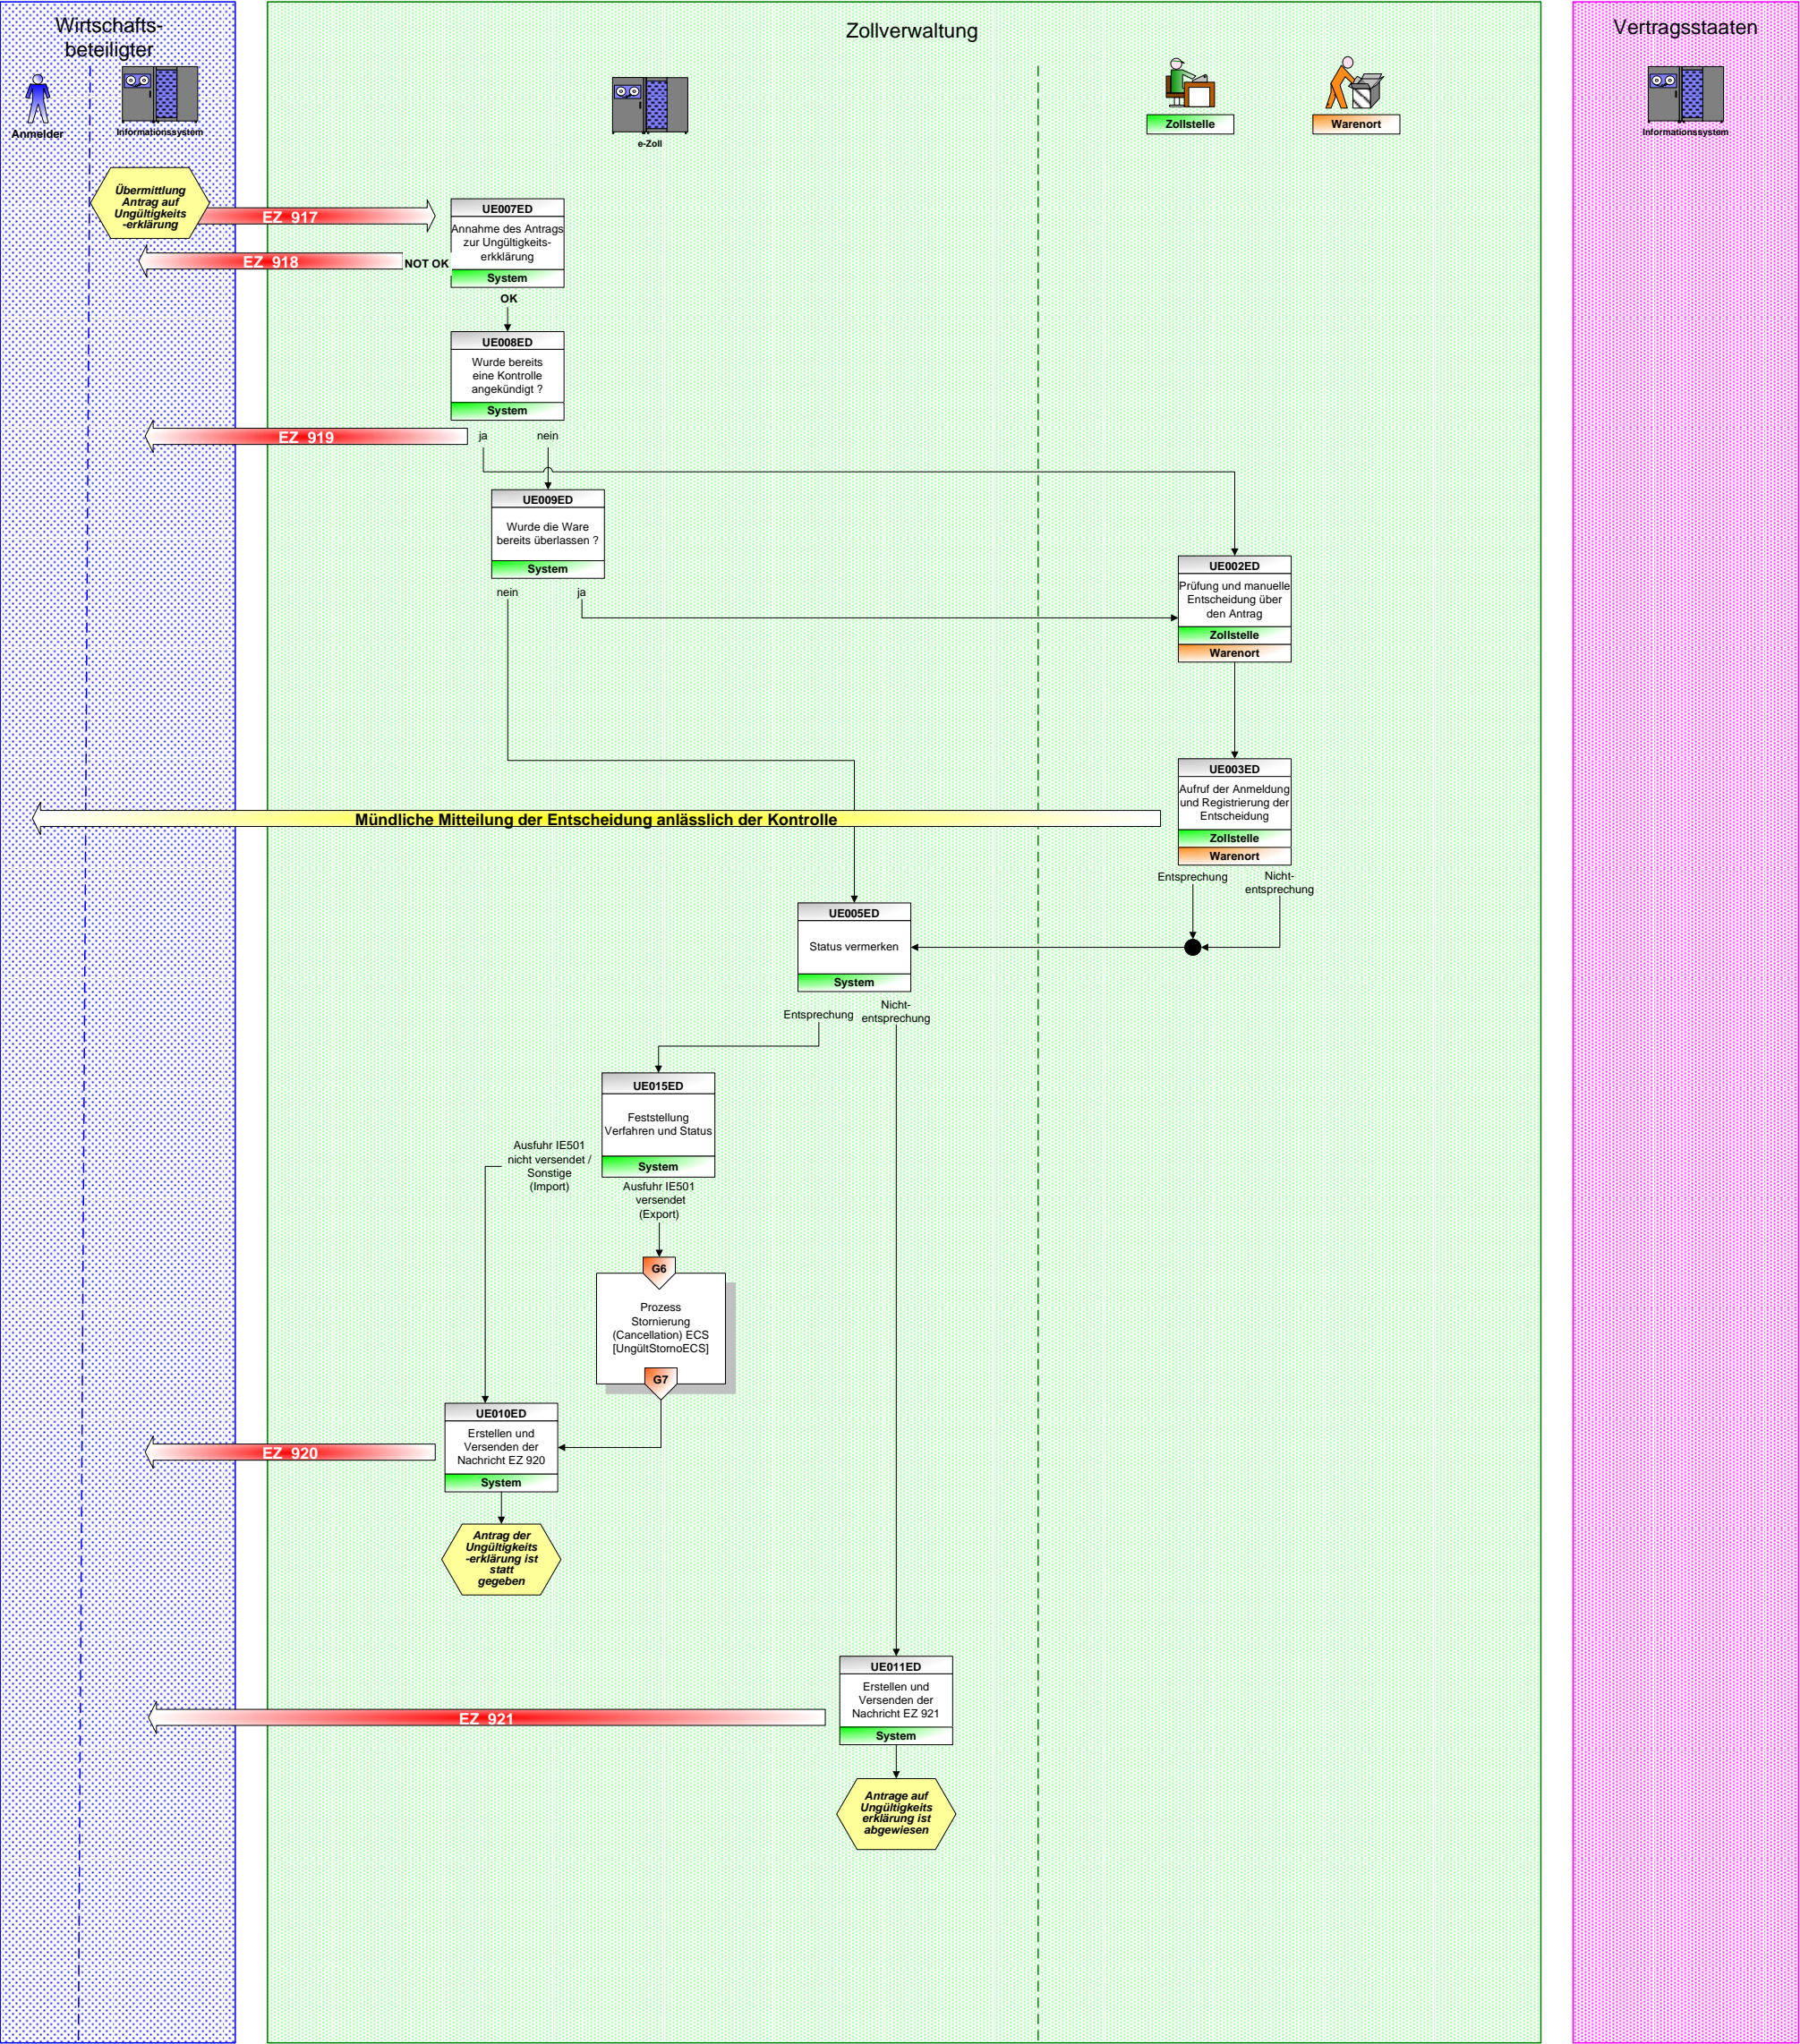 Wirtschafts-
beteiligter
Zollverwaltung
Vertragsstaaten
Anmelder
Informationssystem
e-Zoll
Zollstelle
Warenort
Informationssystem
Übermittlung
Antrag auf
Ungültigkeits
-erklärung
EZ 917
EZ 918
NOT OK
UE007ED
Annahme des Antrags
zur Ungültigkeits-
erkklärung
System
OK
UE008ED
Wurde bereits
eine Kontrolle
angekündigt ?
System
EZ 919
ja
nein
UE009ED
Wurde die Ware
bereits überlassen ?
System
nein
ja
UE002ED
Prüfung und manuelle
Entscheidung über
den Antrag
Zollstelle
Warenort
UE003ED
Aufruf der Anmeldung
und Registrierung der
Entscheidung
Zollstelle
Warenort
Mündliche Mitteilung der Entscheidung anlässlich der Kontrolle
Entsprechung
Nicht-
entsprechung
UE005ED
Status vermerken
System
Entsprechung
Nicht-
entsprechung
UE015ED
Feststellung
Verfahren und Status
System
Ausfuhr IE501
nicht versendet /
Sonstige
(Import)
Ausfuhr IE501
versendet
(Export)
G6
Prozess
Stornierung
(Cancellation) ECS
[UngültStornoECS]
G7
UE010ED
Erstellen und
Versenden der
Nachricht EZ 920
System
EZ 920
Antrag der
Ungültigkeits
-erklärung ist
statt
gegeben
UE011ED
Erstellen und
Versenden der
Nachricht EZ 921
System
EZ 921
Antrage auf
Ungültigkeits
erklärung ist
abgewiesen